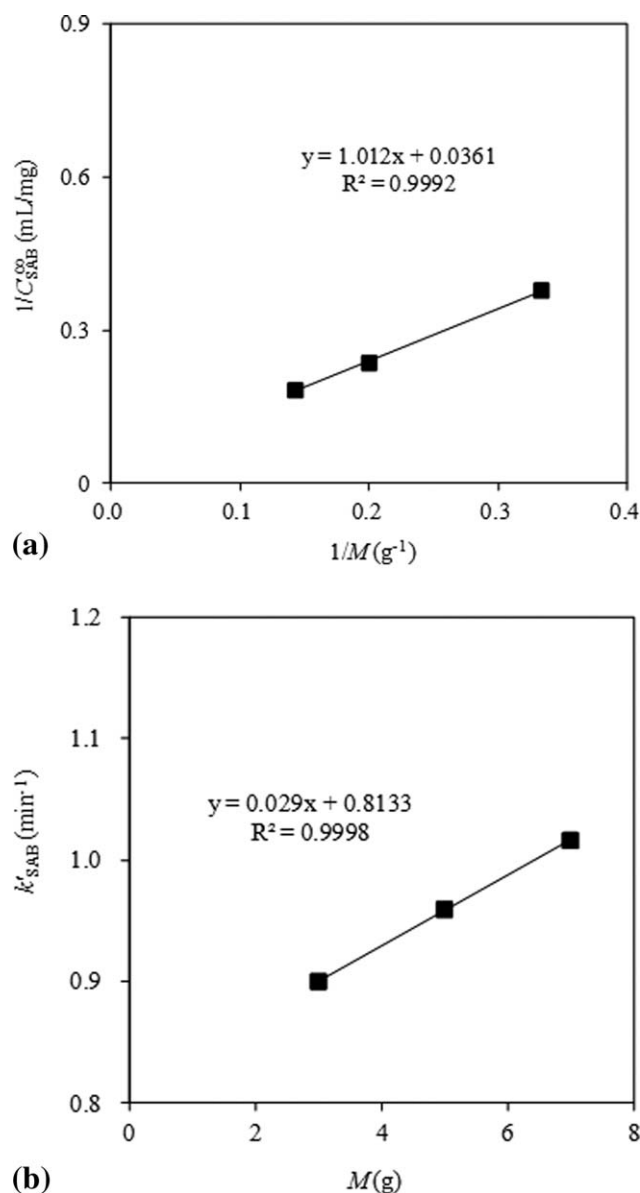 0.9
0.6
0.3
0
1/C∞SAB (mL/mg)
y = 1.012x + 0.0361
R² = 0.9992
0.0 0.1 0.2 0.3 0.4
1/M(g⁻¹)
(a)
1.2
1.1
1.0
0.9
0.8
k'SAB (min⁻¹)
y = 0.029x + 0.8133
R² = 0.9998
0 2 4 6 8
M(g)
(b)